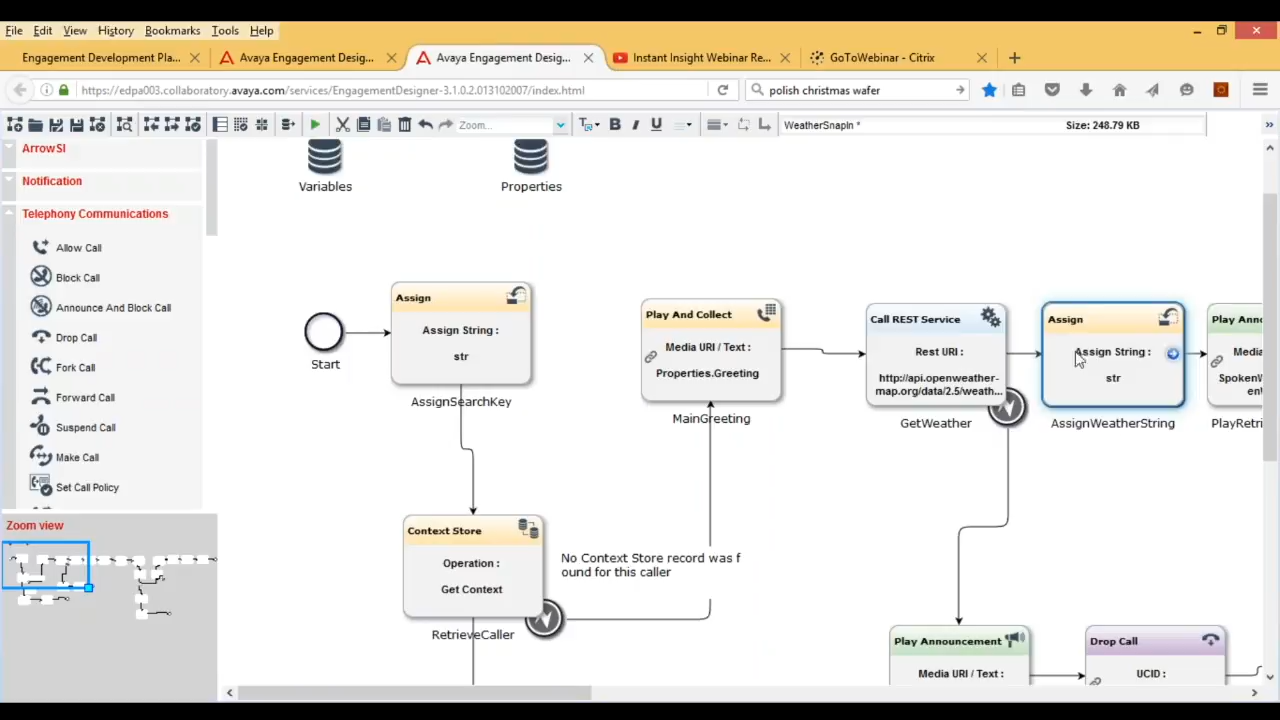 File Edit View History Bookmarks Tools Help
Engagement Development Pla...
Avaya Engagement Desig...
Avaya Engagement Desig...
Instant Insight Webinar Re...
GoToWebinar - Citrix
https://edpa003.collaboratory.avaya.com/services/EngagementDesigner-3.1.0.2.013102007/index.html
polish christmas wafer
Zoom...
B I U
WeatherSnapIn *
Size: 248.79 KB
ArrowSI
Notification
Telephony Communications
Allow Call
Block Call
Announce And Block Call
Drop Call
Fork Call
Forward Call
Suspend Call
Make Call
Set Call Policy
Zoom view
Variables
Properties
Start
Assign
Assign String :
str
AssignSearchKey
Play And Collect
Media URI / Text :
Properties.Greeting
MainGreeting
Call REST Service
Rest URI :
http://api.openweather-
map.org/data/2.5/weath...
GetWeather
Assign
Assign String :
str
AssignWeatherString
Play Anno
Media
SpokenW
en
PlayRetri
Context Store
Operation :
Get Context
RetrieveCaller
No Context Store record was f
ound for this caller
Play Announcement
Media URI / Text :
Drop Call
UCID :